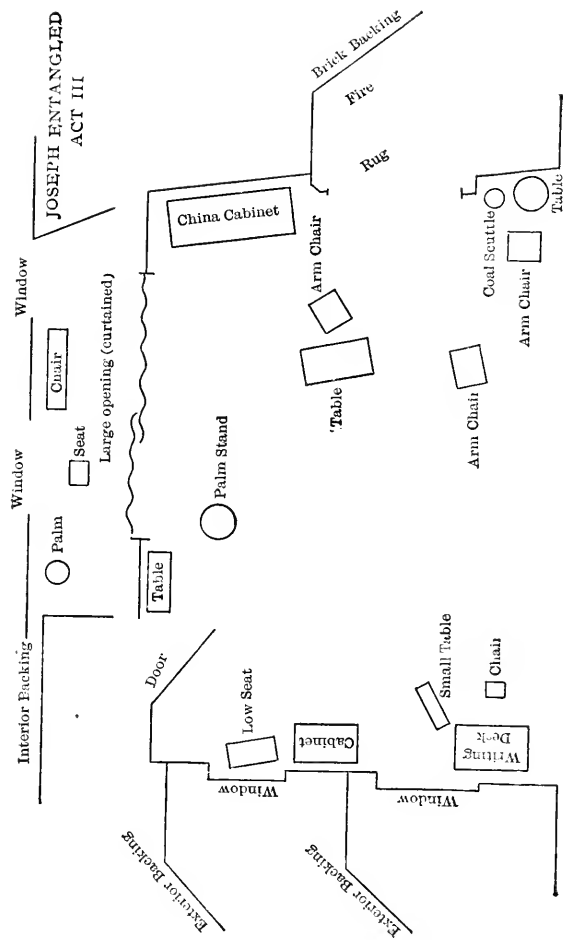 JOSEPH ENTANGLED
ACT III
Interior Backing
Window
Window
Palm
Seat
Chair
Large opening (curtained)
Door
Table
Palm Stand
China Cabinet
Brick Backing
Fire
Rug
Exterior Backing
Window
Low Seat
Cabinet
Table
Arm Chair
Exterior Backing
Window
Small Table
Writing
Deck
Chair
Arm Chair
Coal Scuttle
Arm Chair
Table